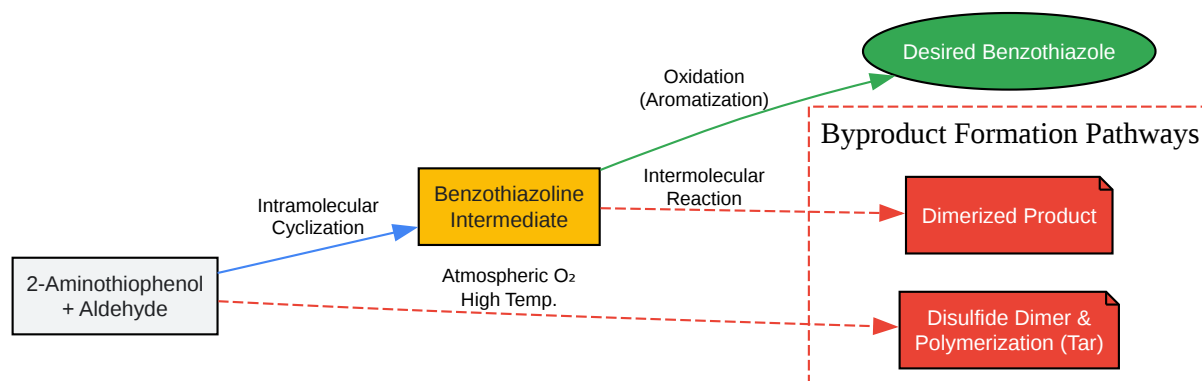 Desired Benzothiazole
Oxidation
(Aromatization)
Byproduct Formation Pathways
Benzothiazoline
Intermediate
Intermolecular
Reaction
Dimerized Product
Intramolecular
Cyclization
2-Aminothiophenol
+ Aldehyde
Atmospheric O₂
High Temp.
Disulfide Dimer &
Polymerization (Tar)